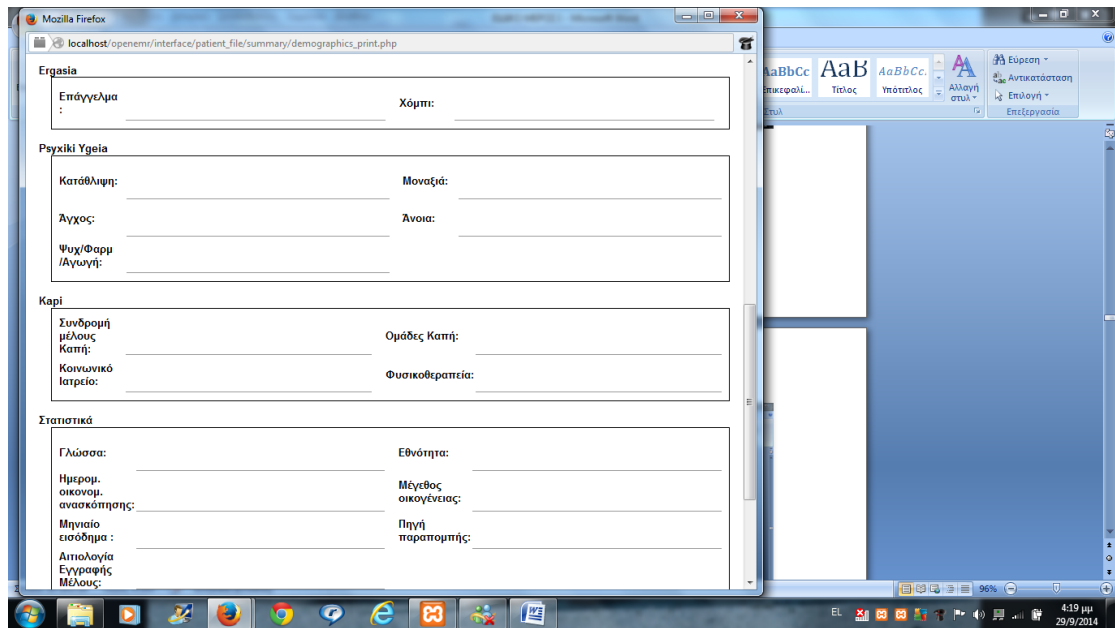 Mozilla Firefox
localhost/openemr/interface/patient_file/summary/demographics_print.php
Ergasia
Επάγγελμα
:
Χόμπι:
Psyxiki Ygeia
Κατάθλιψη:
Μοναξιά:
Άγχος:
Άνοια:
Ψυχ/Φαρμ
/Αγωγή:
Kapi
Συνδρομή
μέλους
Καπή:
Ομάδες Καπή:
Κοινωνικό
Ιατρείο:
Φυσικοθεραπεία:
Στατιστικά
Γλώσσα:
Εθνότητα:
Ημερομ.
οικονομ.
ανασκόπησης:
Μέγεθος
οικογένειας:
Μηνιαίο
εισόδημα :
Πηγή
παραπομπής:
Αιτιολογία
Εγγραφής
Μέλους:
AaBbCc AaB AaBbCc.
πικεφαλί... Τίτλος Υπότιτλος
Αλλαγή
στυλ
Στυλ
Εύρεση
Αντικατάσταση
Επιλογή
Επεξεργασία
96%
EL
4:19 μμ
29/9/2014